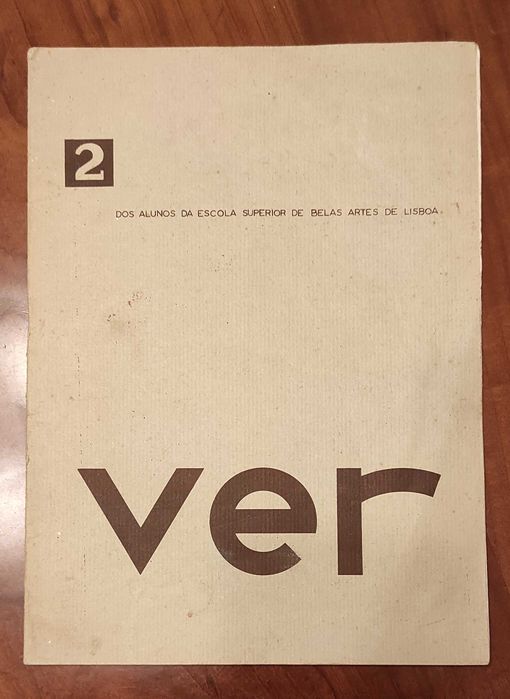 2
DOS ALUNOS DA ESCOLA SUPERIOR DE BELAS ARTES DE LISBOA
ver